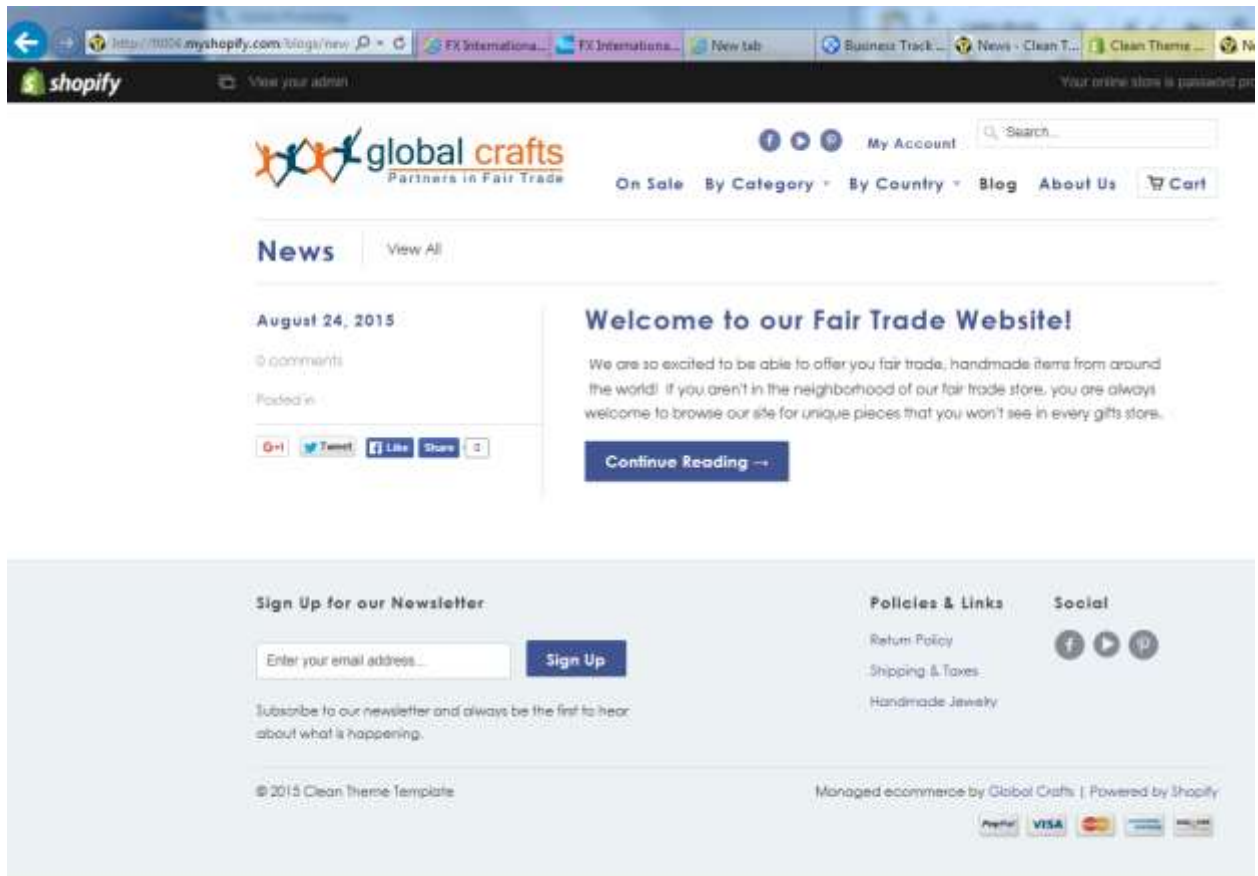 myshopify.com/blogs/new
FX Internationa... FX Internationa... New tab Business Track... News - Clean T... Clean Theme ...
shopify View your admin Your online store is password
global crafts
Partners in Fair Trade
My Account Search...
On Sale By Category By Country Blog About Us Cart
News View All
August 24, 2015
0 comments
Posted in
G+1 Tweet Like Share 0
Welcome to our Fair Trade Website!
We are so excited to be able to offer you fair trade, handmade items from around
the world! If you aren't in the neighborhood of our fair trade store, you are always
welcome to browse our site for unique pieces that you won't see in every gifts store.
Continue Reading →
Sign Up for our Newsletter
Enter your email address...
Sign Up
Subscribe to our newsletter and always be the first to hear
about what is happening.
Policies & Links
Return Policy
Shipping & Taxes
Handmade Jewelry
Social
© 2015 Clean Theme Template
Managed ecommerce by Global Crafts | Powered by Shopify
PayPal VISA